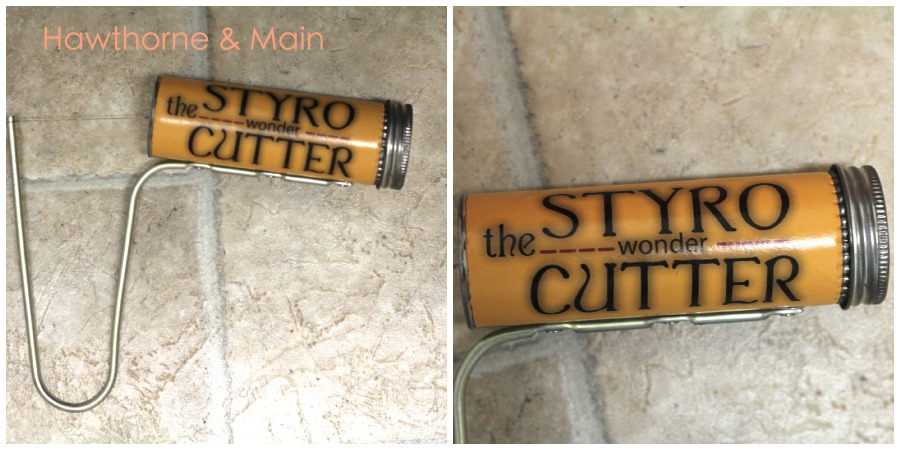 Hawthorne & Main
the STYRO
wonder
CUTTER
the STYRO
wonder
CUTTER